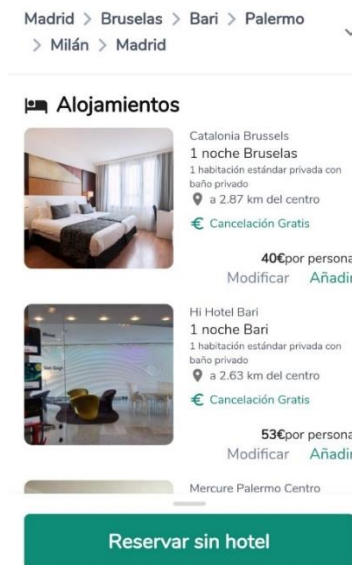 Madrid > Bruselas > Bari > Palermo
> Milán > Madrid
Alojamientos
Catalonia Brussels
1 noche Bruselas
1 habitación estándar privada con
baño privado
a 2.87 km del centro
€ Cancelación Gratis
40€por persona
Modificar Añadir
Hi Hotel Bari
1 noche Bari
1 habitación estándar privada con
baño privado
a 2.63 km del centro
€ Cancelación Gratis
53€por persona
Modificar Añadir
Mercure Palermo Centro
Reservar sin hotel